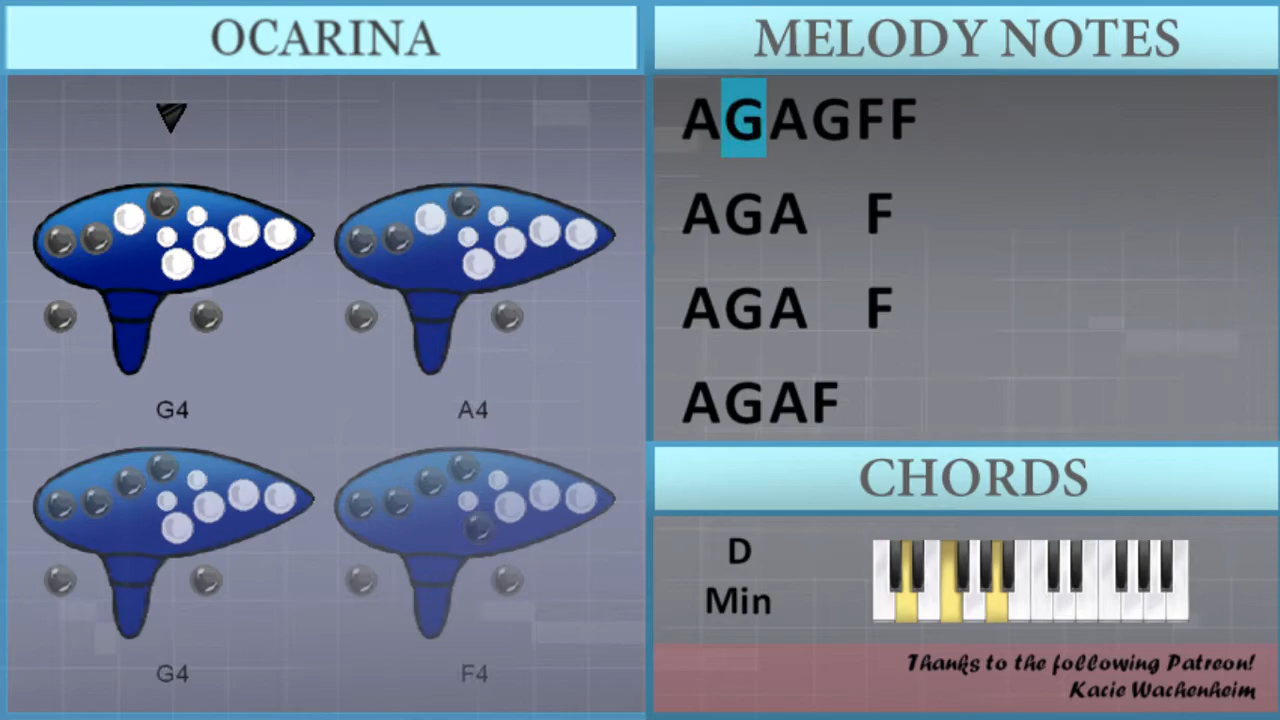 OCARINA
G4
A4
G4
F4
MELODY NOTES
AGAGFF
AGA F
AGA F
AGAF
CHORDS
D
Min
Thanks to the following Patreon!
Kacie Wachenheim